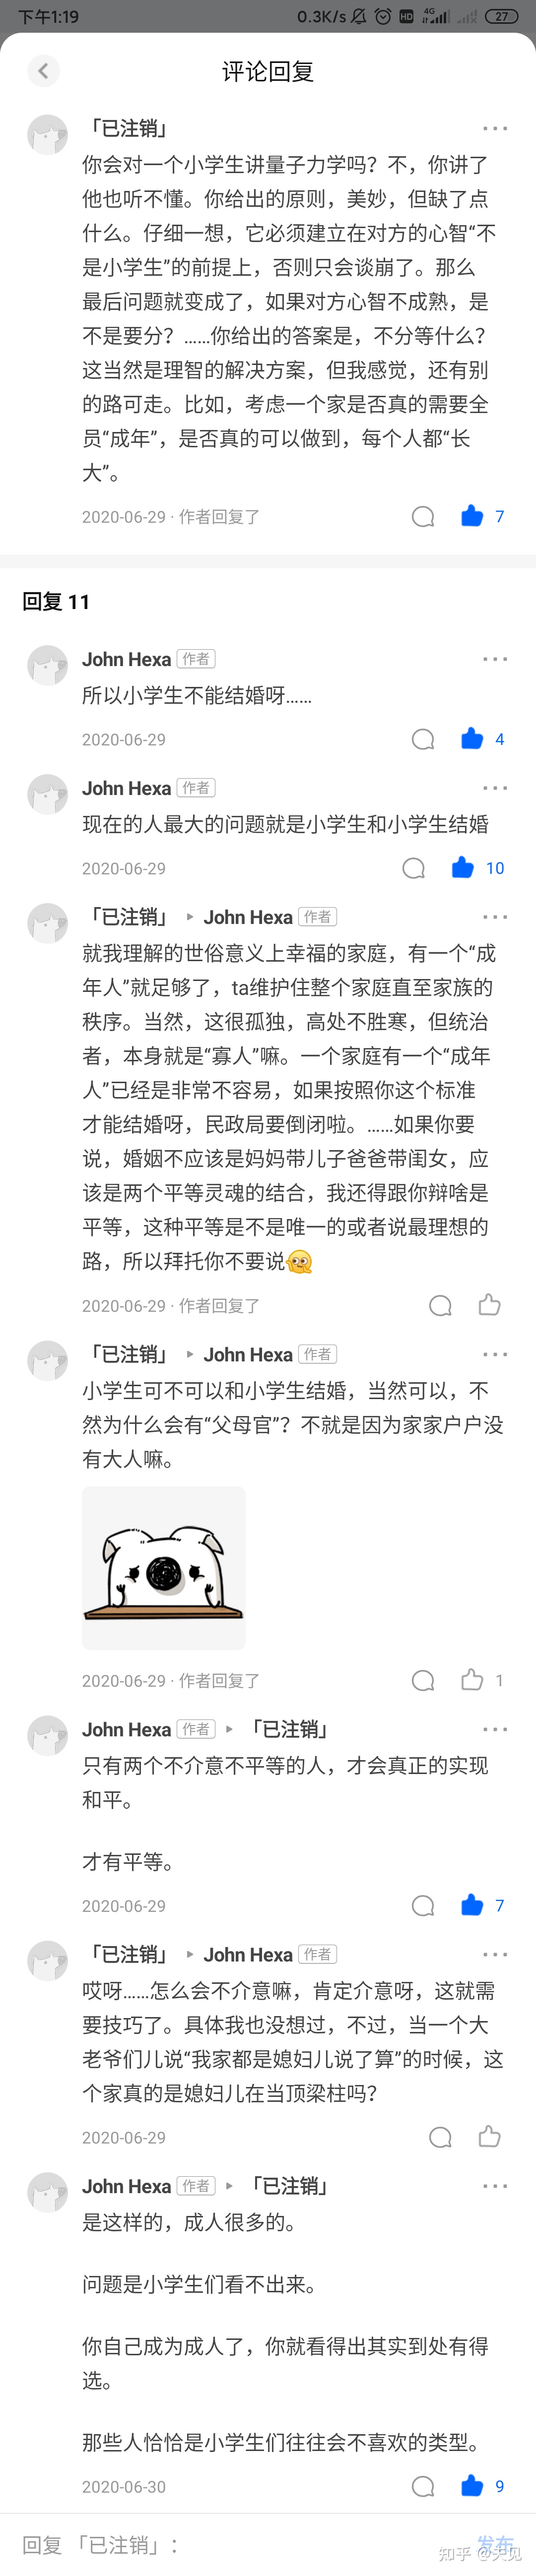 下午1:19
0.3K/s
HD
4G
27
评论回复
「已注销」
你会对一个小学生讲量子力学吗？不，你讲了
他也听不懂。你给出的原则，美妙，但缺了点
什么。仔细一想，它必须建立在对方的心智“不
是小学生”的前提上，否则只会谈崩了。那么
最后问题就变成了，如果对方心智不成熟，是
不是要分？……你给出的答案是，不分等什么？
这当然是理智的解决方案，但我感觉，还有别
的路可走。比如，考虑一个家是否真的需要全
员“成年”，是否真的可以做到，每个人都“长
大”。
2020-06-29 · 作者回复了
7
回复 11
John Hexa 作者
所以小学生不能结婚呀……
2020-06-29
4
John Hexa 作者
现在的人最大的问题就是小学生和小学生结婚
2020-06-29
10
「已注销」 John Hexa 作者
就我理解的世俗意义上幸福的家庭，有一个“成
年人”就足够了，ta维护住整个家庭直至家族的
秩序。当然，这很孤独，高处不胜寒，但统治
者，本身就是“寡人”嘛。一个家庭有一个“成年
人”已经是非常不容易，如果按照你这个标准
才能结婚呀，民政局要倒闭啦。……如果你要
说，婚姻不应该是妈妈带儿子爸爸带闺女，应
该是两个平等灵魂的结合，我还得跟你辩啥是
平等，这种平等是不是唯一的或者说最理想的
路，所以拜托你不要说
2020-06-29 · 作者回复了
「已注销」 John Hexa 作者
小学生可不可以和小学生结婚，当然可以，不
然为什么会有“父母官”？不就是因为家家户户没
有大人嘛。
2020-06-29 · 作者回复了
1
John Hexa 作者 「已注销」
只有两个不介意不平等的人，才会真正的实现
和平。
才有平等。
2020-06-29
7
「已注销」 John Hexa 作者
哎呀……怎么会不介意嘛，肯定介意呀，这就需
要技巧了。具体我也没想过，不过，当一个大
老爷们儿说“我家都是媳妇儿说了算”的时候，这
个家真的是媳妇儿在当顶梁柱吗？
2020-06-29
John Hexa 作者 「已注销」
是这样的，成人很多的。
问题是小学生们看不出来。
你自己成为成人了，你就看得出其实到处有得
选。
那些人恰恰是小学生们往往会不喜欢的类型。
2020-06-30
9
回复 「已注销」：
发布
知乎 @天见